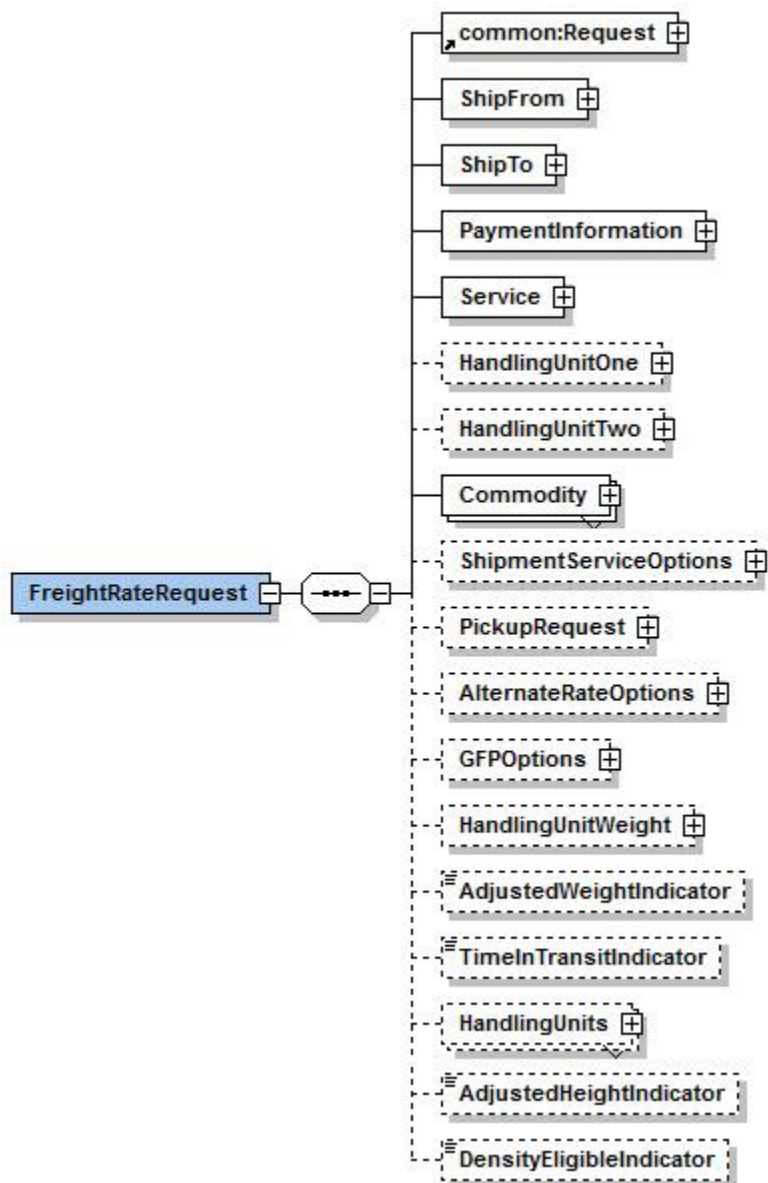 common:Request
ShipFrom
ShipTo
PaymentInformation
Service
HandlingUnitOne
HandlingUnitTwo
Commodity
ShipmentServiceOptions
FreightRateRequest
PickupRequest
AlternateRateOptions
GFPOptions
HandlingUnitWeight
AdjustedWeightIndicator
TimeInTransitIndicator
HandlingUnits
AdjustedHeightIndicator
DensityEligibleIndicator